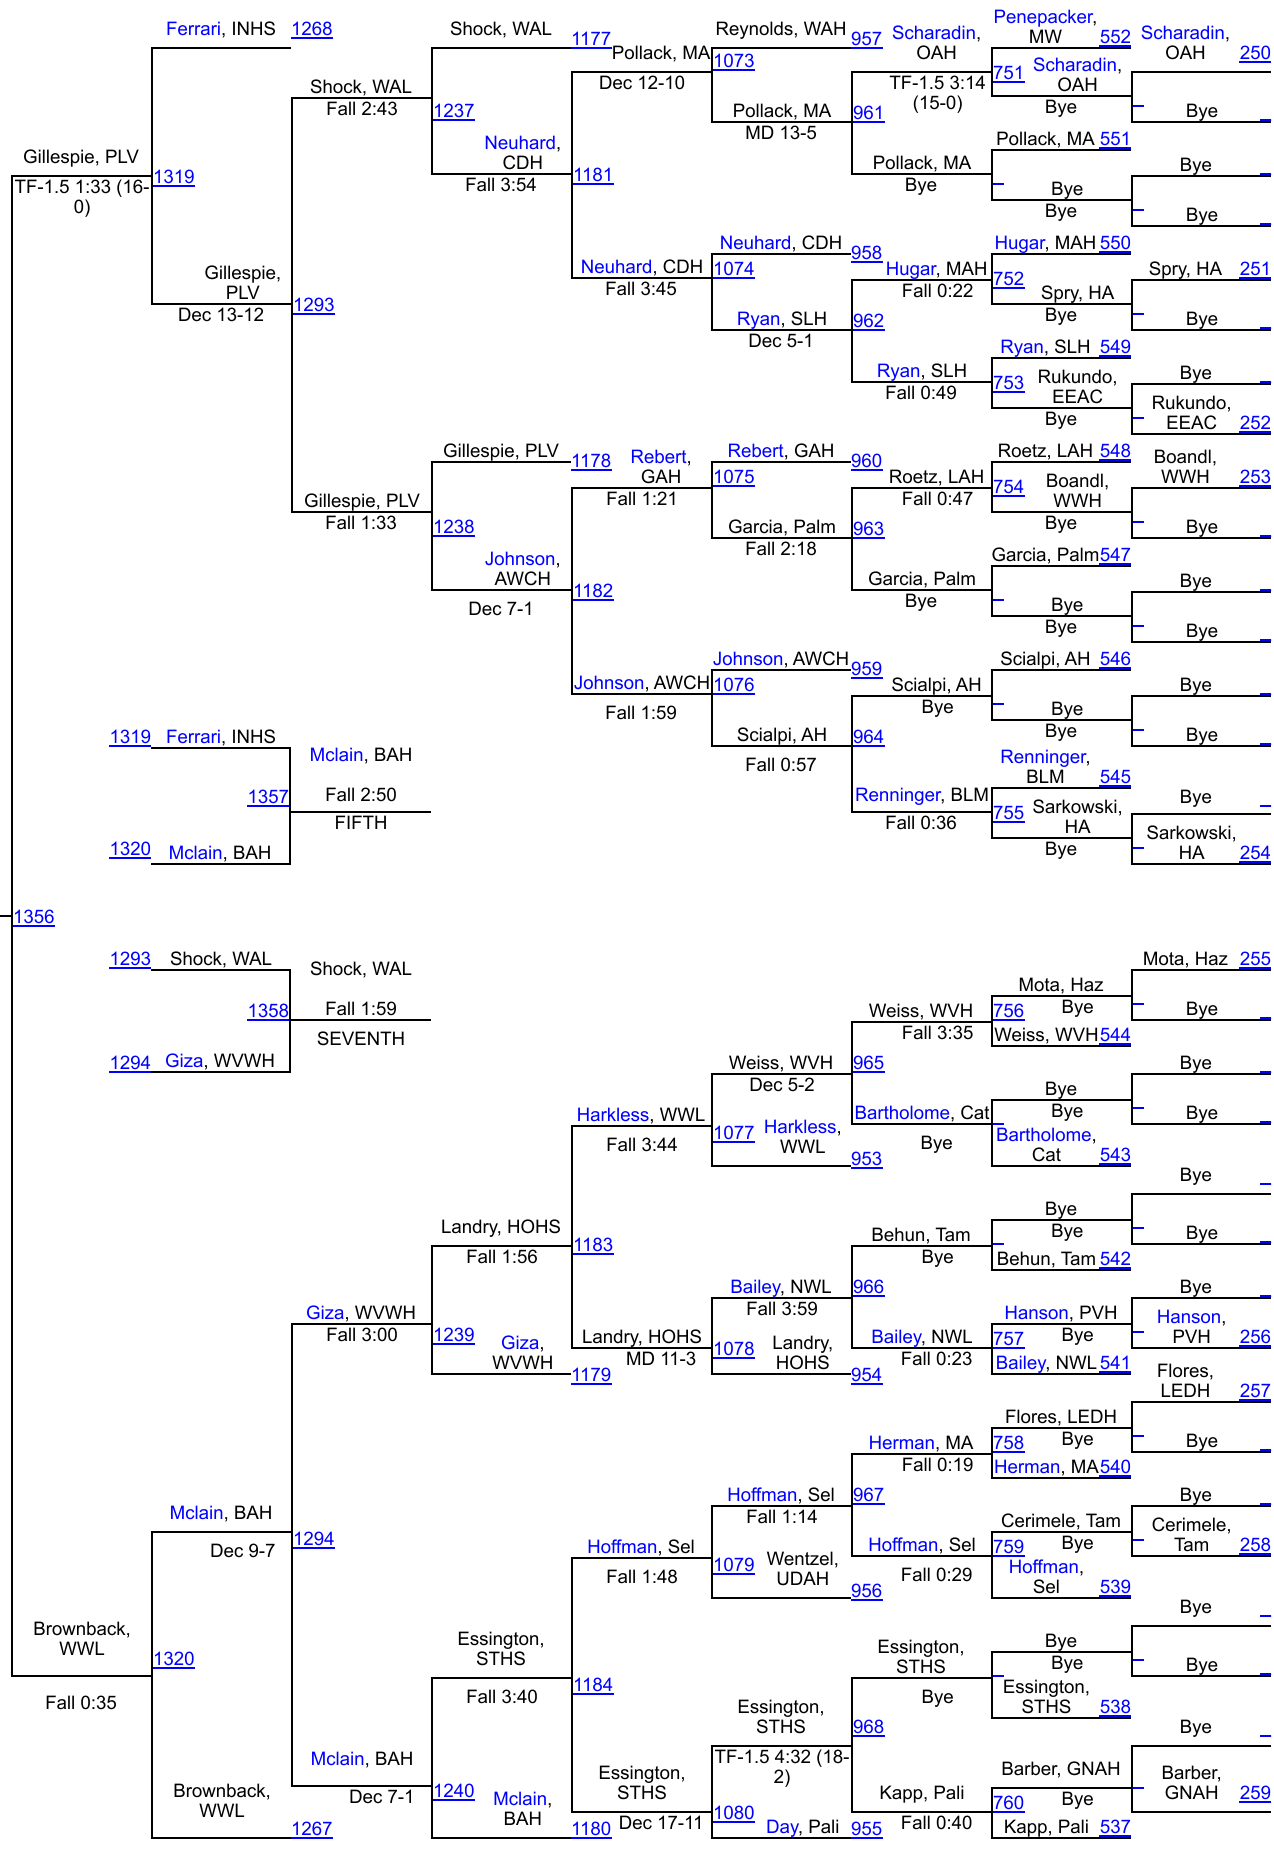 Ferrari, INHS 1268
Shock, WAL 1177
Reynolds, WAH 957
Scharadin,
OAH
Penepacker,
MW 552
Scharadin,
OAH 250
Pollack, MA 1073
Dec 12-10
TF-1.5 3:14
(15-0)
751 Scharadin,
OAH
Bye
Bye
Shock, WAL
Fall 2:43
1237
Pollack, MA 961
MD 13-5
Pollack, MA 551
Neuhard,
CDH
Fall 3:54
1181
Pollack, MA
Bye
Bye
Bye
Bye
Bye
Gillespie, PLV
TF-1.5 1:33 (16-
0)
1319
Neuhard, CDH 958
Hugar, MAH 550
Gillespie,
PLV
Dec 13-12
1293
Neuhard, CDH 1074
Fall 3:45
Hugar, MAH
Fall 0:22
752
Spry, HA
Bye
Spry, HA 251
Bye
Ryan, SLH 962
Dec 5-1
Ryan, SLH 549
Ryan, SLH
Fall 0:49
753 Rukundo,
EEAC
Bye
Bye
Rukundo,
EEAC 252
Gillespie, PLV 1178
Rebert,
GAH
Fall 1:21
Rebert, GAH 960
1075
Roetz, LAH 548
Roetz, LAH
Fall 0:47
754 Boandl,
WWH
Bye
Boandl,
WWH 253
Bye
Gillespie, PLV
Fall 1:33
1238
Garcia, Palm 963
Fall 2:18
Garcia, Palm 547
Johnson,
AWCH
Dec 7-1
1182
Garcia, Palm
Bye
Bye
Bye
Bye
Bye
Johnson, AWCH 959
Scialpi, AH 546
Johnson, AWCH 1076
Fall 1:59
Scialpi, AH
Bye
Bye
Bye
Bye
Bye
Scialpi, AH 964
Fall 0:57
1319 Ferrari, INHS
Mclain, BAH
Renninger,
BLM 545
1357 Fall 2:50
FIFTH
Renninger, BLM
Fall 0:36
755 Sarkowski,
HA
Bye
Bye
Sarkowski,
HA 254
1320 Mclain, BAH
1356
1293 Shock, WAL
Shock, WAL
Mota, Haz 255
1358 Fall 1:59
SEVENTH
Weiss, WVH
Fall 3:35
Mota, Haz
756 Bye
Weiss, WVH 544
Bye
1294 Giza, WVWH
Weiss, WVH 965
Dec 5-2
Bye
Bye
Bye
Bye
Harkless, WWL
Fall 3:44
1077 Harkless,
WWL 953
Bartholome, Cat
Bye
Bartholome,
Cat 543
Bye
Landry, HOHS
Fall 1:56
1183
Behun, Tam
Bye
Bye
Bye
Behun, Tam 542
Bye
Giza, WVWH
Fall 3:00
Bailey, NWL 966
Fall 3:59
Hanson, PVH
757 Bye
Bye
Hanson,
PVH 256
1239 Giza,
WVWH 1179
Landry, HOHS
MD 11-3
1078 Landry,
HOHS 954
Bailey, NWL
Fall 0:23
Bailey, NWL 541
Flores,
LEDH 257
Flores, LEDH
758 Bye
Herman, MA
Fall 0:19
Herman, MA 540
Bye
Mclain, BAH
Dec 9-7
1294
Hoffman, Sel 967
Fall 1:14
Cerimele, Tam
759 Bye
Bye
Cerimele,
Tam 258
Hoffman, Sel
Fall 1:48
1079 Wentzel,
UDAH 956
Hoffman, Sel
Fall 0:29
Hoffman,
Sel 539
Brownback,
WWL
Fall 0:35
1320
Essington,
STHS
Fall 3:40
1184
Essington,
STHS
Bye
Bye
Bye
Essington,
STHS 538
Bye
Bye
Essington,
STHS
TF-1.5 4:32 (18-
2)
968
Mclain, BAH
Dec 7-1
Barber, GNAH
760 Bye
Bye
Barber,
GNAH 259
Brownback,
WWL 1267
1240 Mclain,
BAH 1180
Essington,
STHS
Dec 17-11
1080
Day, Pali 955
Kapp, Pali
Fall 0:40
Kapp, Pali 537